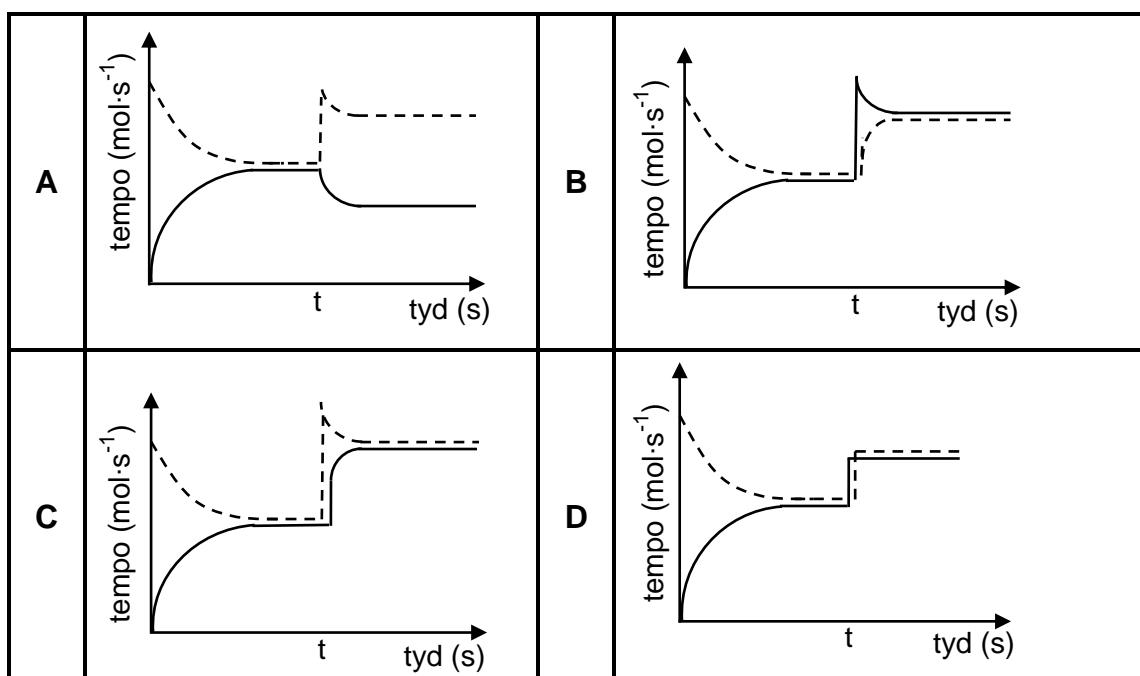 A
tempo (mol·s⁻¹)
t
tyd (s)
B
tempo (mol·s⁻¹)
t
tyd (s)
C
tempo (mol·s⁻¹)
t
tyd (s)
D
tempo (mol·s⁻¹)
t
tyd (s)